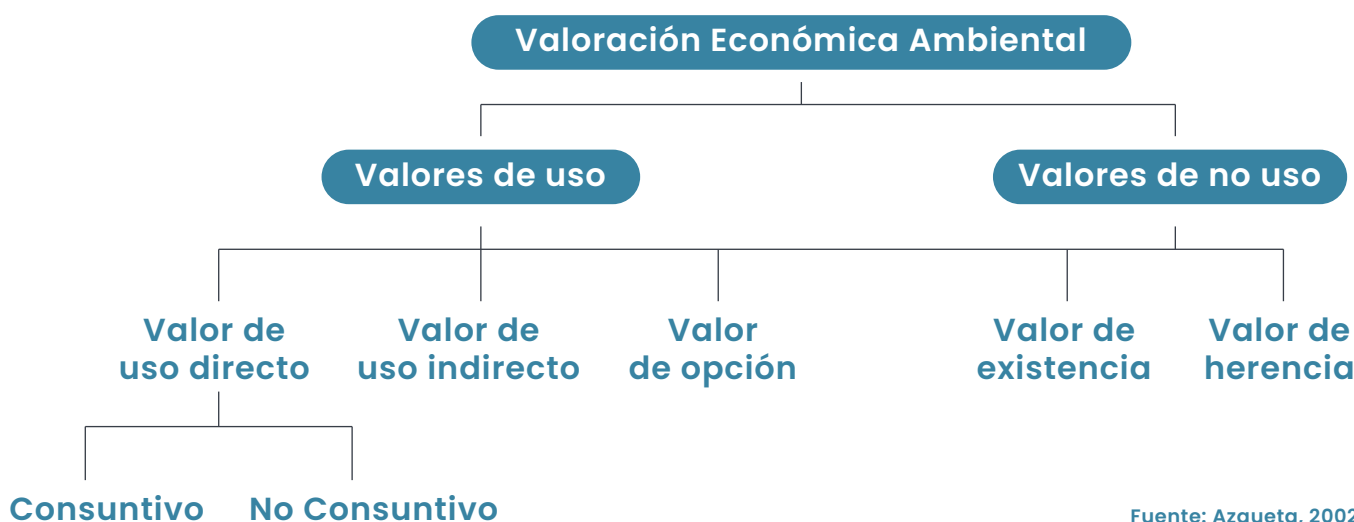 Valoración Económica Ambiental
Valores de uso
Valores de no uso
Valor de
uso directo
Valor de
uso indirecto
Valor
de opción
Valor de
existencia
Valor de
herencia
Consuntivo
No Consuntivo
Fuente: Azqueta, 2002